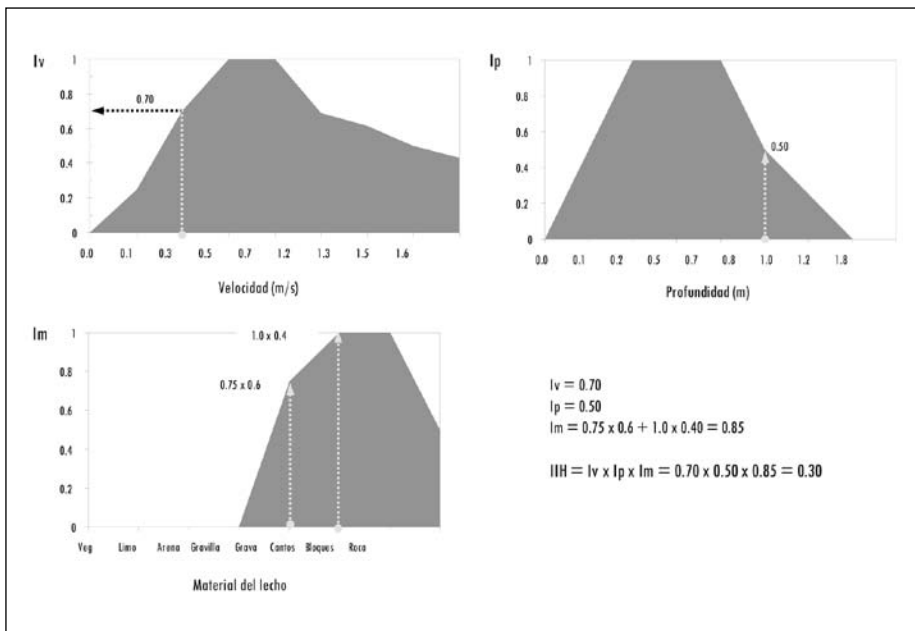 Iv
1
0.8
0.6
0.4
0.2
0
0.70
0.0 0.1 0.3 0.5 0.7 1.2 1.3 1.5 1.6
Velocidad (m/s)
Ip
1
0.8
0.6
0.4
0.2
0
0.50
0.0 0.1 0.2 0.5 0.7 0.8 1.0 1.2 1.8
Profundidad (m)
Im
1
0.8
0.6
0.4
0.2
0
1.0 x 0.4
0.75 x 0.6
Veg Limo Arena Gravilla Grava Cantos Bloques Roca
Material del lecho
Iv = 0.70
Ip = 0.50
Im = 0.75 x 0.6 + 1.0 x 0.40 = 0.85
IIH = Iv x Ip x Im = 0.70 x 0.50 x 0.85 = 0.30